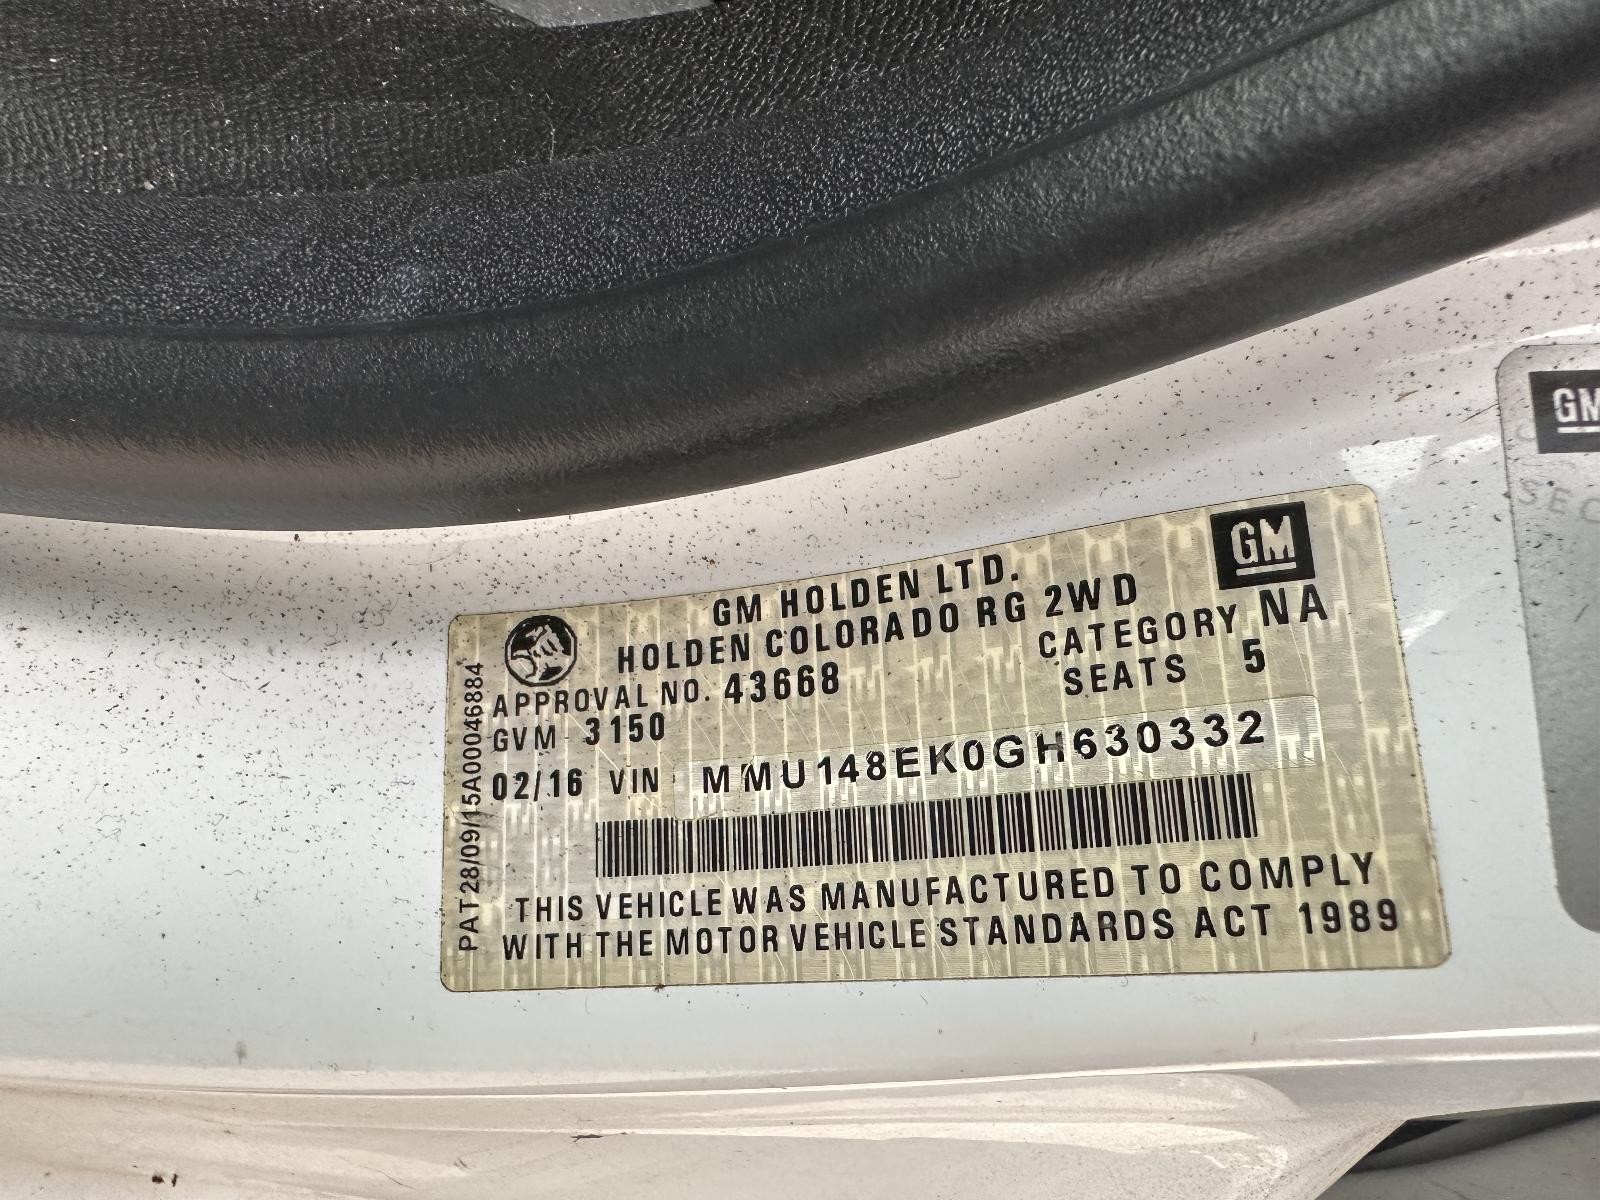 GM HOLDEN LTD.
HOLDEN COLORADO RG 2WD
GM
APPROVAL NO. 43668
CATEGORY NA
GVM 3150
SEATS 5
02/16 VIN MMU148EK0GH630332
THIS VEHICLE WAS MANUFACTURED TO COMPLY
WITH THE MOTOR VEHICLE STANDARDS ACT 1989
PAT28/09/15A00046884
GM
SEC